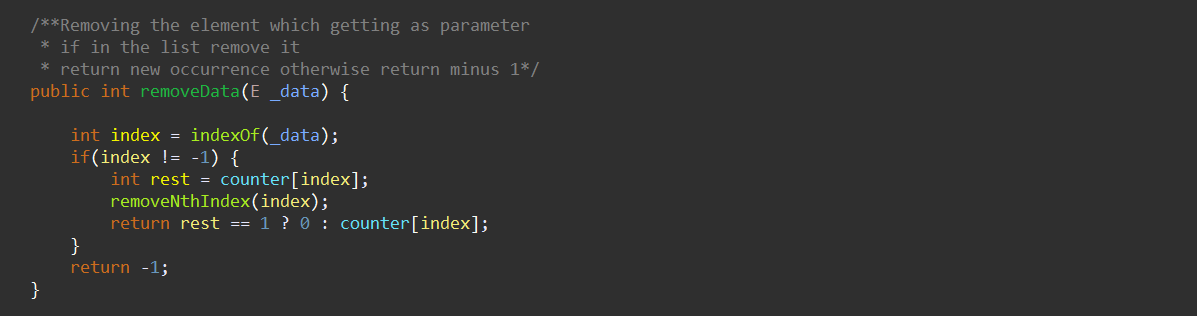 /**Removing the element which getting as parameter
 * if in the list remove it
 * return new occurrence otherwise return minus 1*/
public int removeData(E _data) {
    int index = indexOf(_data);
    if(index != -1) {
        int rest = counter[index];
        removeNthIndex(index);
        return rest == 1 ? 0 : counter[index];
    }
    return -1;
}